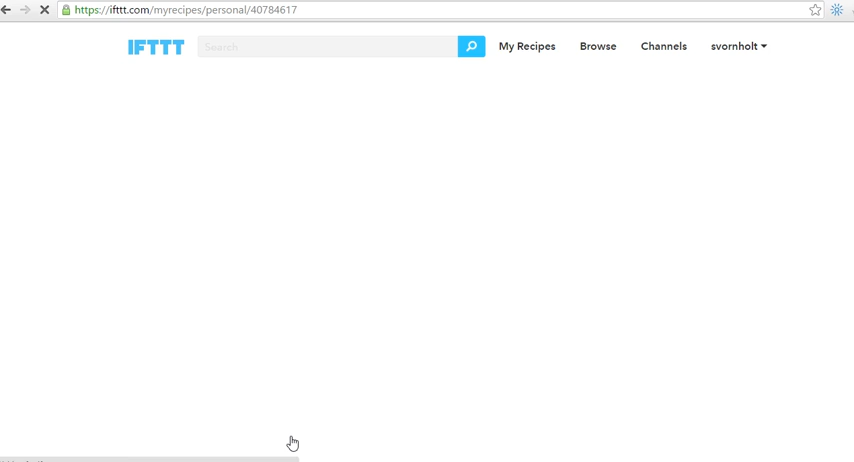 https://ifttt.com/myrecipes/personal/40784617
IFTTT Search My Recipes Browse Channels svornholt